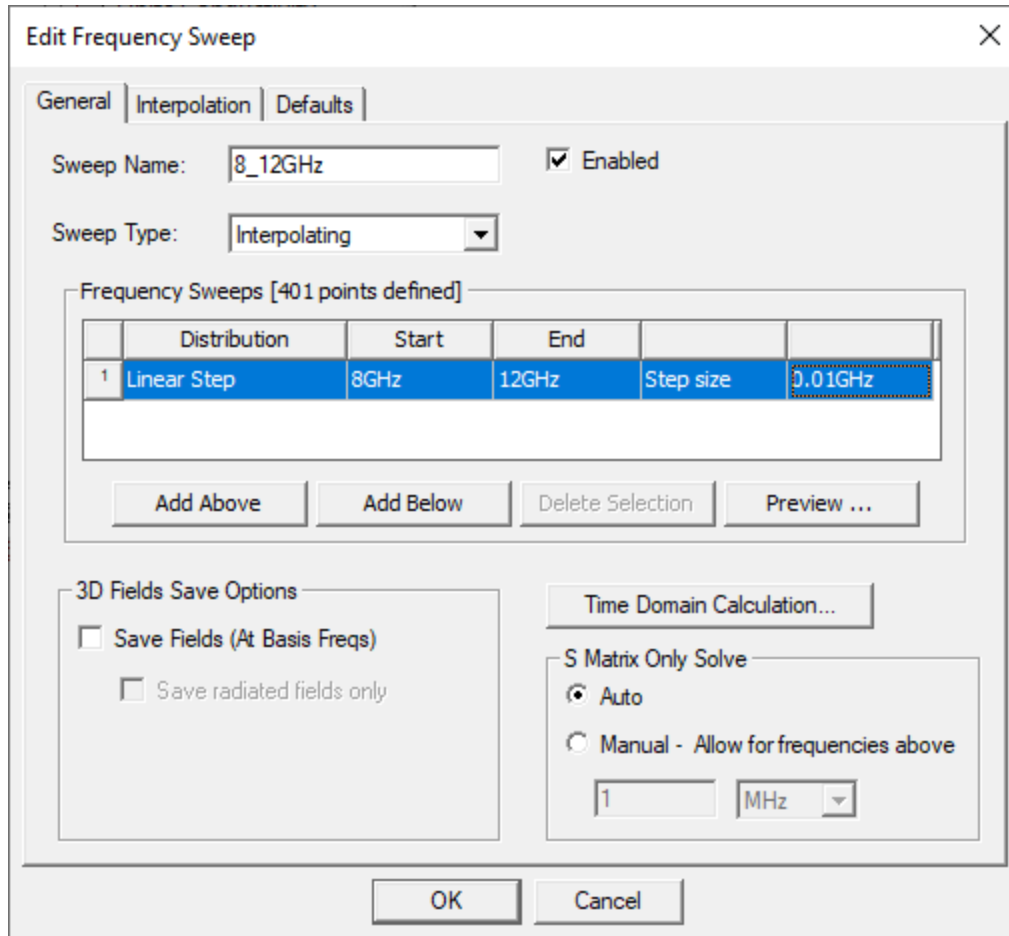 Edit Frequency Sweep
General Interpolation Defaults
Sweep Name: 8_12GHz Enabled
Sweep Type: Interpolating
Frequency Sweeps [401 points defined]
Distribution Start End
1 Linear Step 8GHz 12GHz Step size 0.01GHz
Add Above Add Below Delete Selection Preview ...
3D Fields Save Options
Save Fields (At Basis Freqs)
Save radiated fields only
Time Domain Calculation...
S Matrix Only Solve
Auto
Manual - Allow for frequencies above
1 MHz
OK Cancel